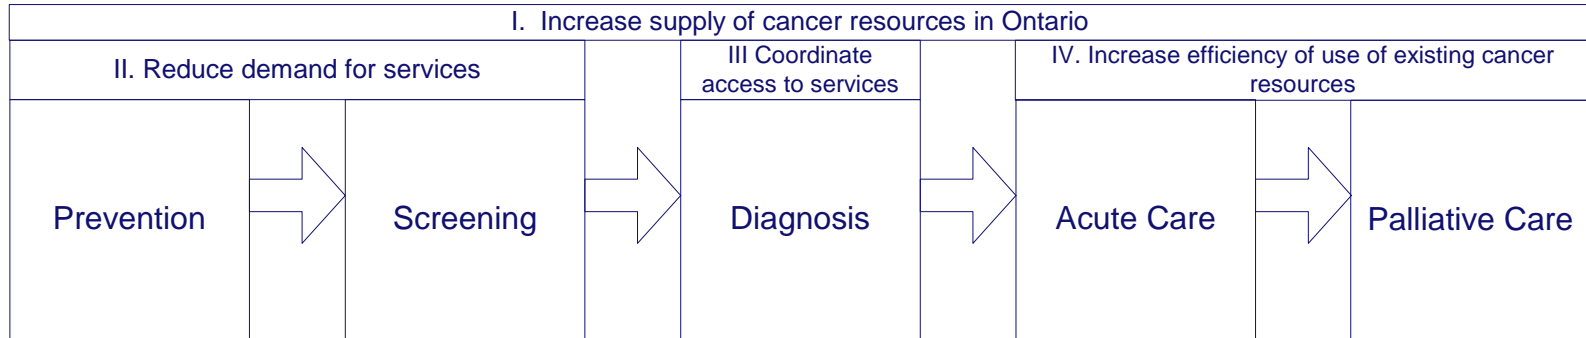 I.  Increase supply of cancer resources in Ontario
II. Reduce demand for services
III Coordinate
access to services
IV. Increase efficiency of use of existing cancer
resources
Prevention
Screening
Diagnosis
Acute Care
Palliative Care